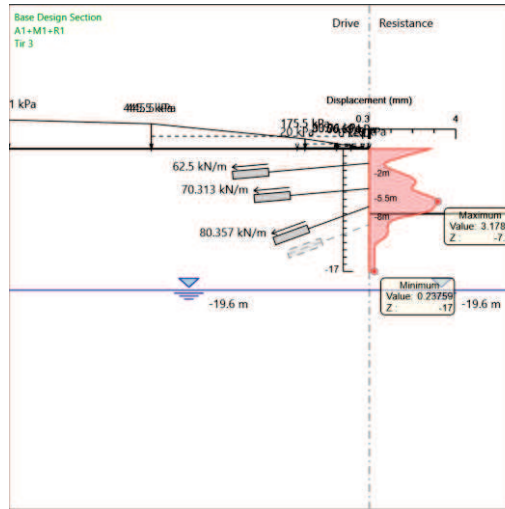 Base Design Section
A1+M1+R1
Tir 3
Drive
Resistance
Displacement (mm)
0.3
4
1 kPa
175.5 kPa
62.5 kN/m
70.313 kN/m
80.357 kN/m
-2m
-5.5m
-8m
-17
Maximum
Value: 3.178
Z :
-7.
Minimum
Value: 0.23759
Z :
-17
-19.6 m
-19.6 m